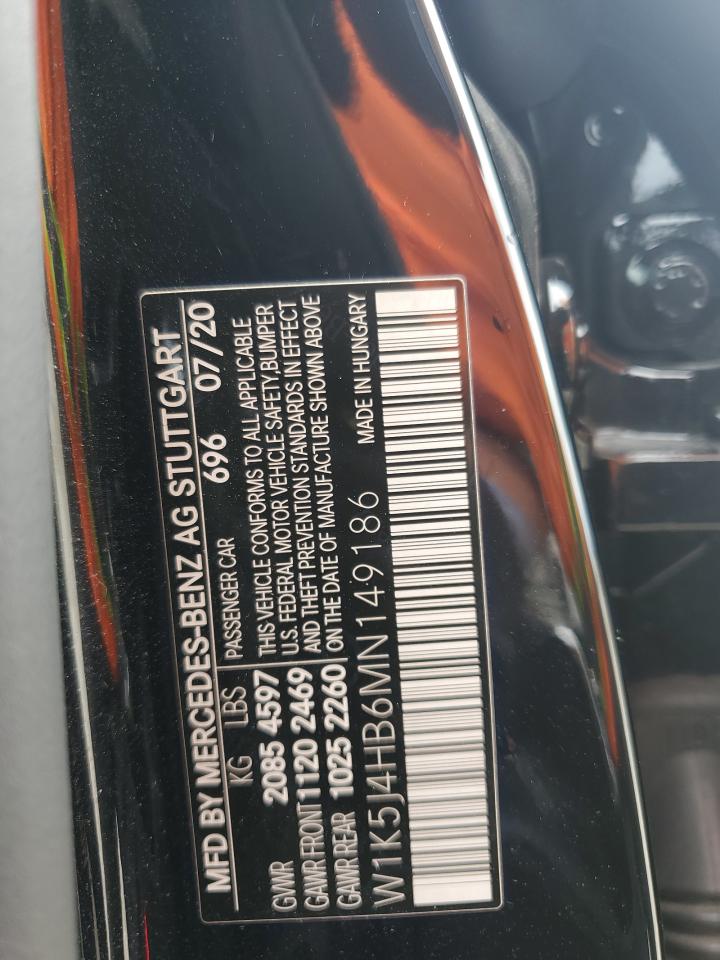 MFD BY MERCEDES-BENZ AG STUTTGART
KG LBS
GVWR 2085 4597
GAWR FRONT 1120 2469
GAWR REAR 1025 2260
PASSENGER CAR 696 07/20
THIS VEHICLE CONFORMS TO ALL APPLICABLE
U.S. FEDERAL MOTOR VEHICLE SAFETY, BUMPER
AND THEFT PREVENTION STANDARDS IN EFFECT
ON THE DATE OF MANUFACTURE SHOWN ABOVE
W1K5J4HB6MN149186 MADE IN HUNGARY